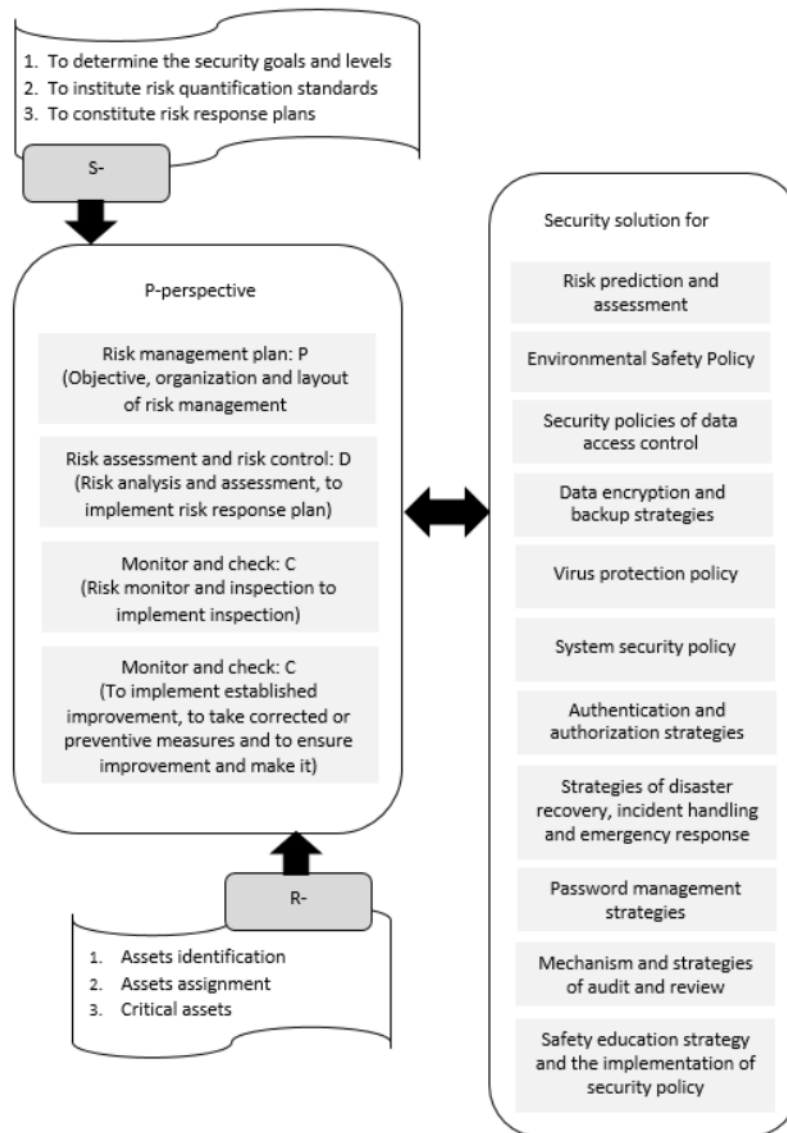 1. To determine the security goals and levels
2. To institute risk quantification standards
3. To constitute risk response plans
S-
P-perspective
Risk management plan: P
(Objective, organization and layout
of risk management
Risk assessment and risk control: D
(Risk analysis and assessment, to
implement risk response plan)
Monitor and check: C
(Risk monitor and inspection to
implement inspection)
Monitor and check: C
(To implement established
improvement, to take corrected or
preventive measures and to ensure
improvement and make it)
R-
1. Assets identification
2. Assets assignment
3. Critical assets
Security solution for
Risk prediction and
assessment
Environmental Safety Policy
Security policies of data
access control
Data encryption and
backup strategies
Virus protection policy
System security policy
Authentication and
authorization strategies
Strategies of disaster
recovery, incident handling
and emergency response
Password management
strategies
Mechanism and strategies
of audit and review
Safety education strategy
and the implementation of
security policy